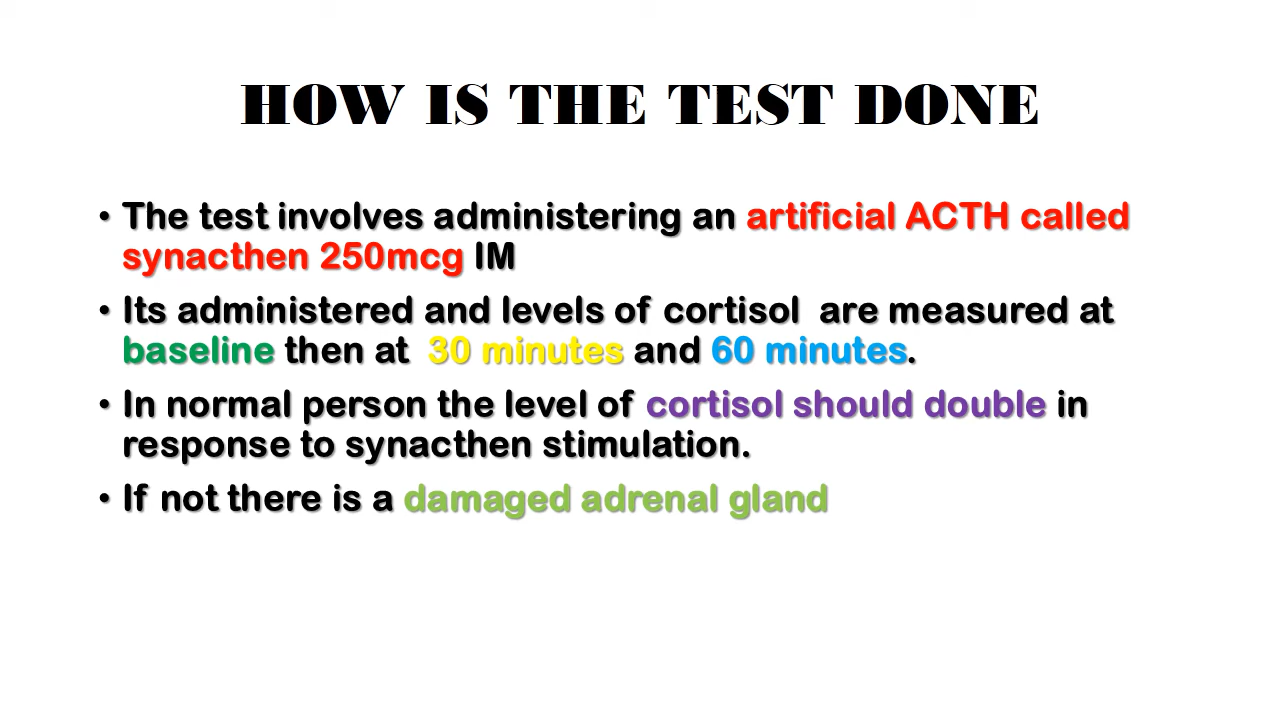 HOW IS THE TEST DONE
• The test involves administering an artificial ACTH called
synacthen 250mcg IM
• Its administered and levels of cortisol are measured at
baseline then at 30 minutes and 60 minutes.
• In normal person the level of cortisol should double in
response to synacthen stimulation.
• If not there is a damaged adrenal gland